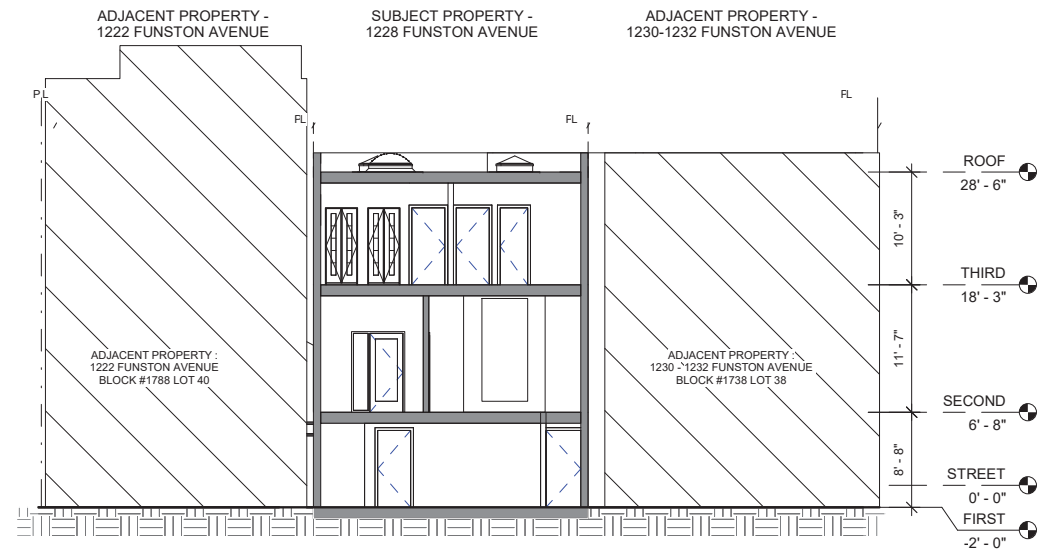 ADJACENT PROPERTY -
1222 FUNSTON AVENUE
SUBJECT PROPERTY -
1228 FUNSTON AVENUE
ADJACENT PROPERTY -
1230-1232 FUNSTON AVENUE
P L
FL
FL
FL
ROOF
28' - 6"
10' - 3"
THIRD
18' - 3"
11' - 7"
ADJACENT PROPERTY :
1222 FUNSTON AVENUE
BLOCK #1788 LOT 40
ADJACENT PROPERTY :
1230 - 1232 FUNSTON AVENUE
BLOCK #1738 LOT 38
SECOND
6' - 8"
8' - 8"
STREET
0' - 0"
FIRST
-2' - 0"